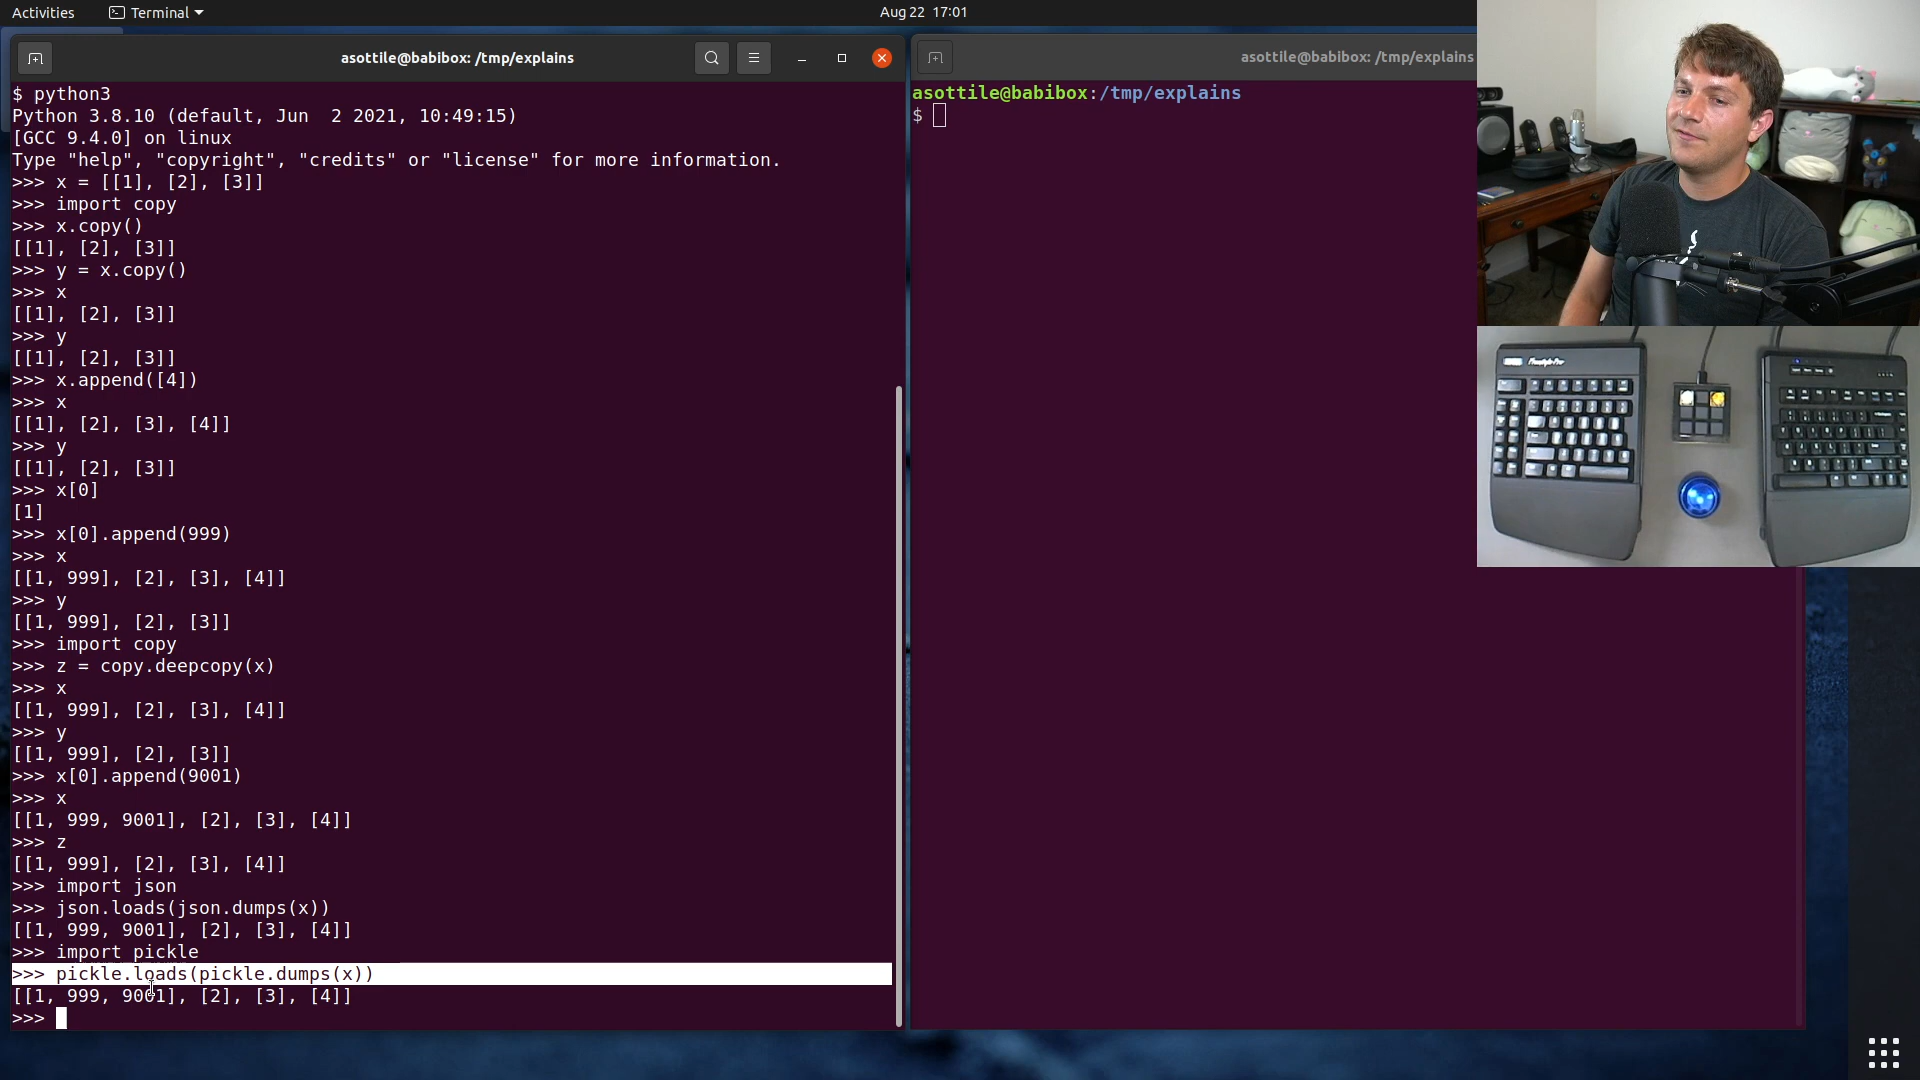 Activities
Terminal
Aug 22 17:01
asottile@babibox: /tmp/explains
$ python3
Python 3.8.10 (default, Jun  2 2021, 10:49:15)
[GCC 9.4.0] on linux
Type "help", "copyright", "credits" or "license" for more information.
>>> x = [[1], [2], [3]]
>>> import copy
>>> x.copy()
[[1], [2], [3]]
>>> y = x.copy()
>>> x
[[1], [2], [3]]
>>> y
[[1], [2], [3]]
>>> x.append([4])
>>> x
[[1], [2], [3], [4]]
>>> y
[[1], [2], [3]]
>>> x[0]
[1]
>>> x[0].append(999)
>>> x
[[1, 999], [2], [3], [4]]
>>> y
[[1, 999], [2], [3]]
>>> import copy
>>> z = copy.deepcopy(x)
>>> x
[[1, 999], [2], [3], [4]]
>>> y
[[1, 999], [2], [3]]
>>> x[0].append(9001)
>>> x
[[1, 999, 9001], [2], [3], [4]]
>>> z
[[1, 999], [2], [3], [4]]
>>> import json
>>> json.loads(json.dumps(x))
[[1, 999, 9001], [2], [3], [4]]
>>> import pickle
>>> pickle.loads(pickle.dumps(x))
[[1, 999, 9001], [2], [3], [4]]
>>>
asottile@babibox: /tmp/explains
asottile@babibox:/tmp/explains
$